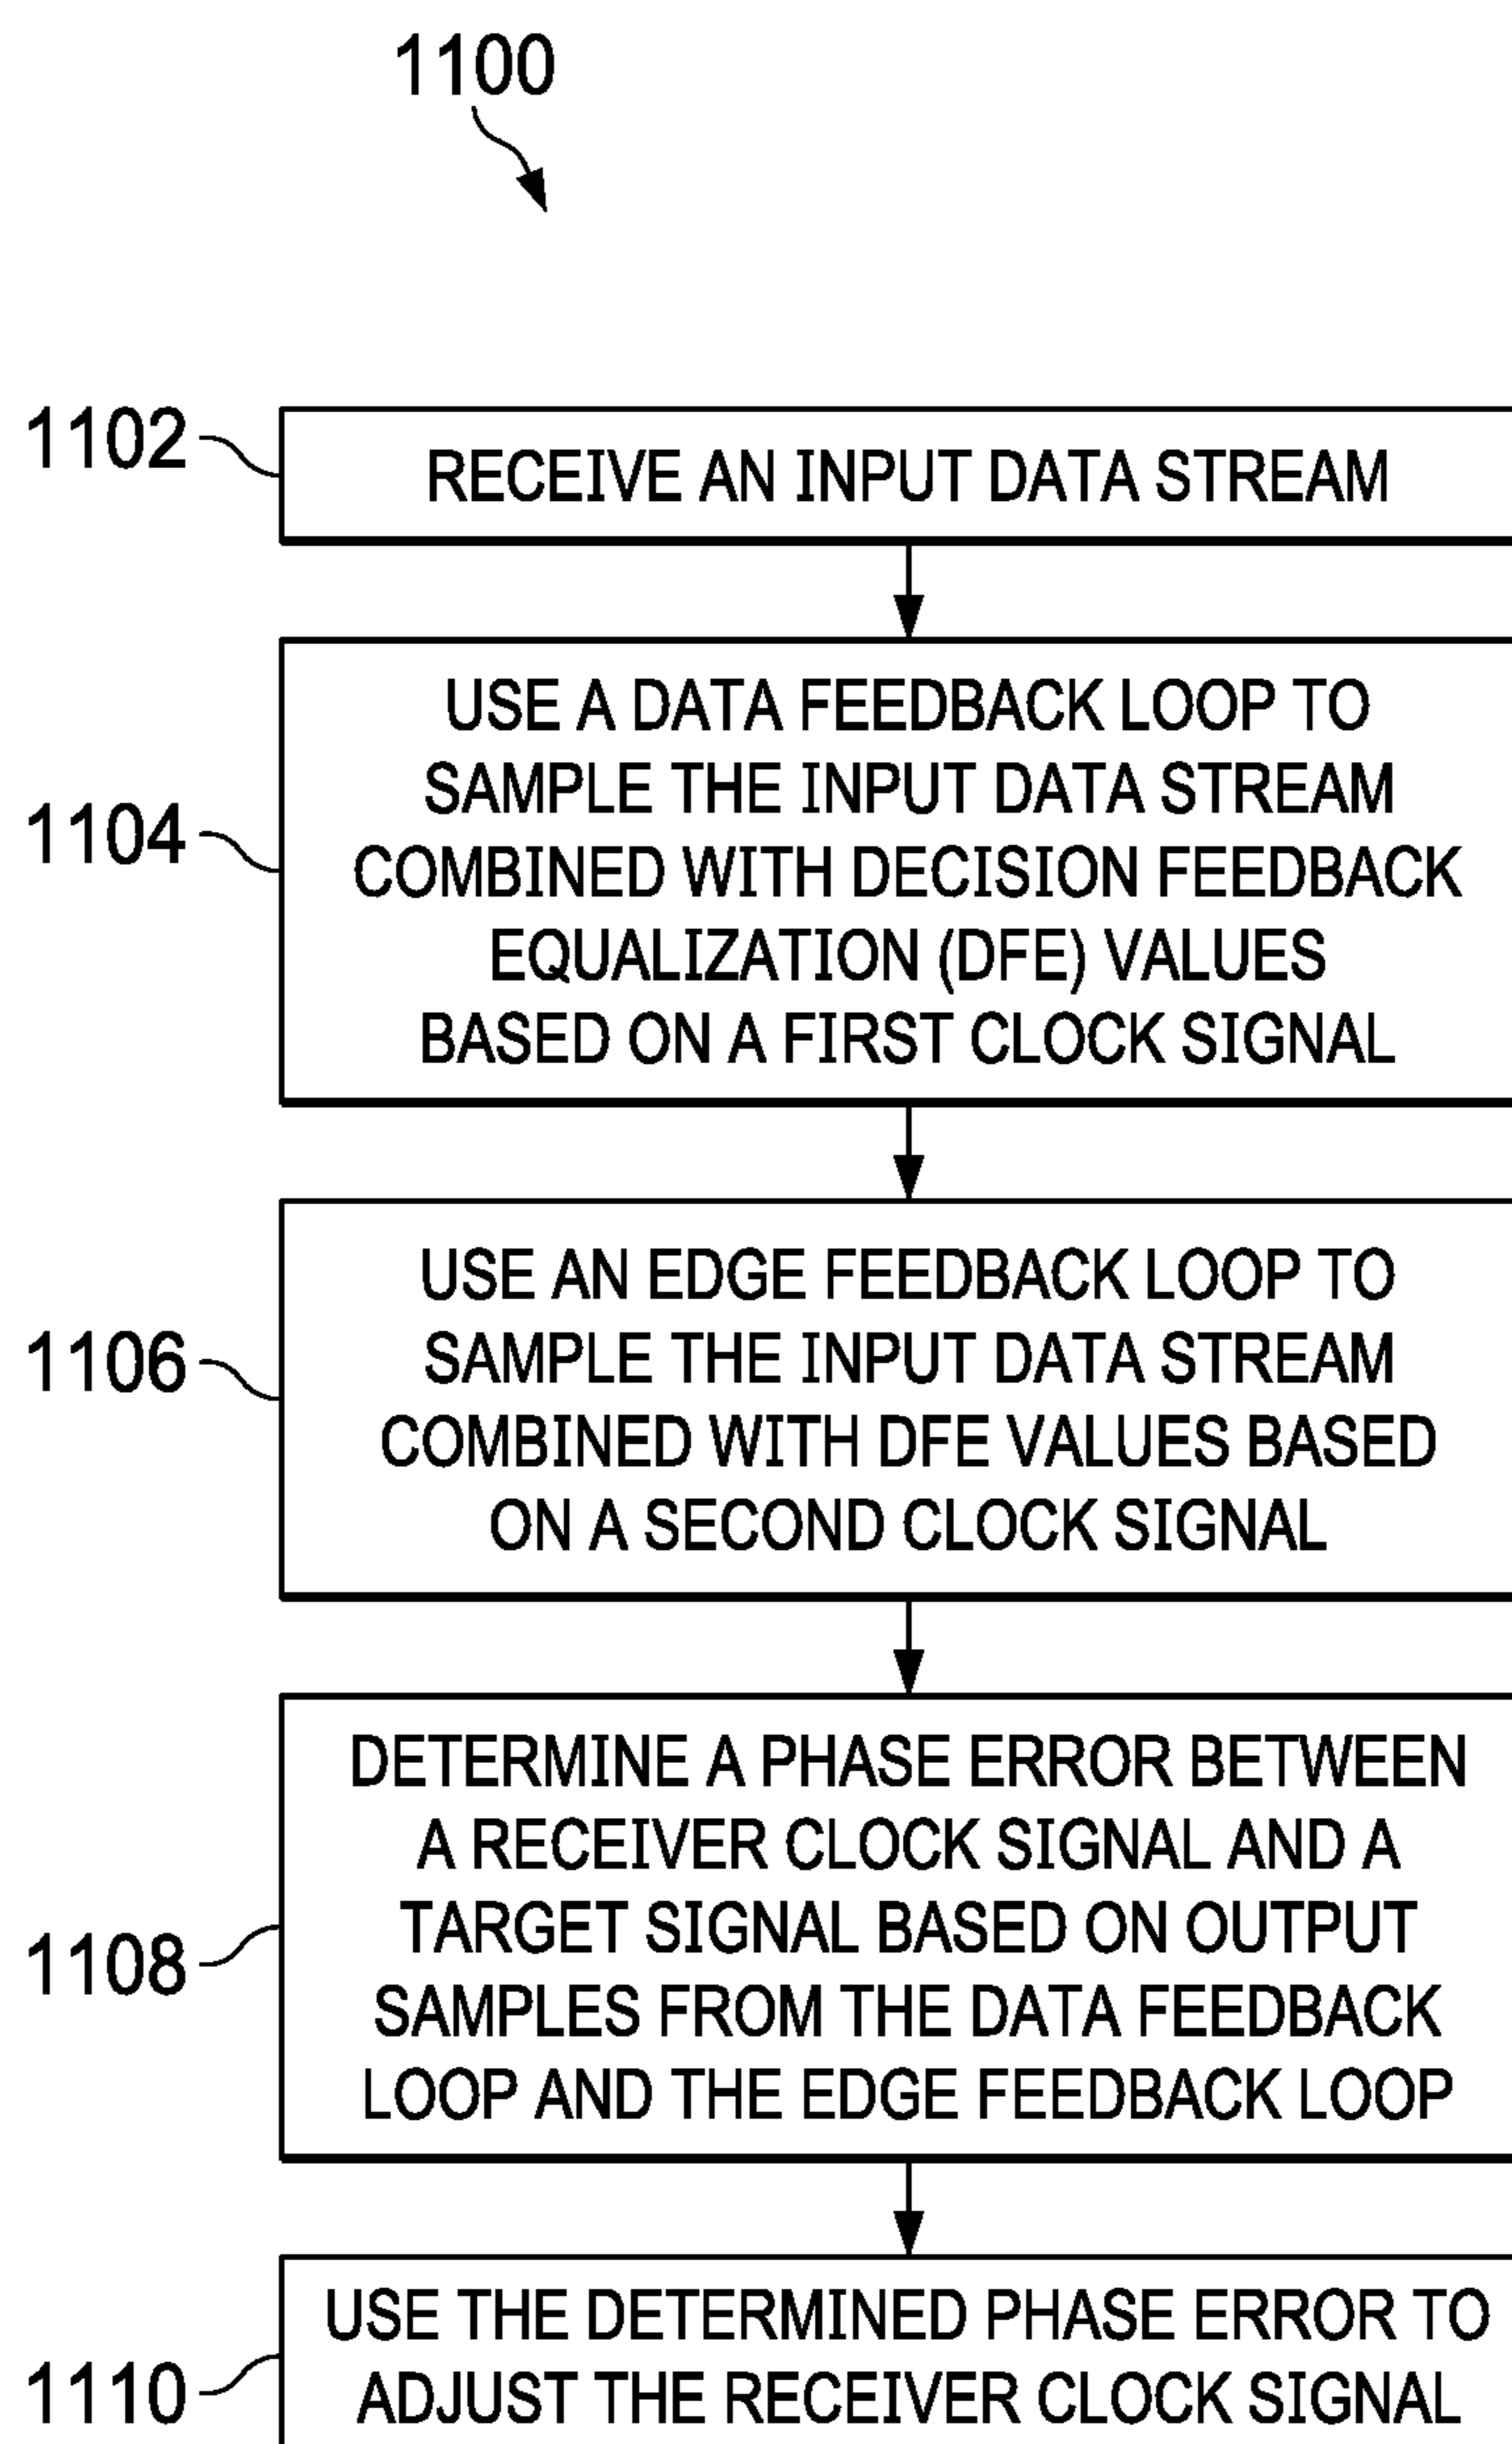 1100
1102
RECEIVE AN INPUT DATA STREAM
1104
USE A DATA FEEDBACK LOOP TO
SAMPLE THE INPUT DATA STREAM
COMBINED WITH DECISION FEEDBACK
EQUALIZATION (DFE) VALUES
BASED ON A FIRST CLOCK SIGNAL
1106
USE AN EDGE FEEDBACK LOOP TO
SAMPLE THE INPUT DATA STREAM
COMBINED WITH DFE VALUES BASED
ON A SECOND CLOCK SIGNAL
1108
DETERMINE A PHASE ERROR BETWEEN
A RECEIVER CLOCK SIGNAL AND A
TARGET SIGNAL BASED ON OUTPUT
SAMPLES FROM THE DATA FEEDBACK
LOOP AND THE EDGE FEEDBACK LOOP
1110
USE THE DETERMINED PHASE ERROR TO
ADJUST THE RECEIVER CLOCK SIGNAL